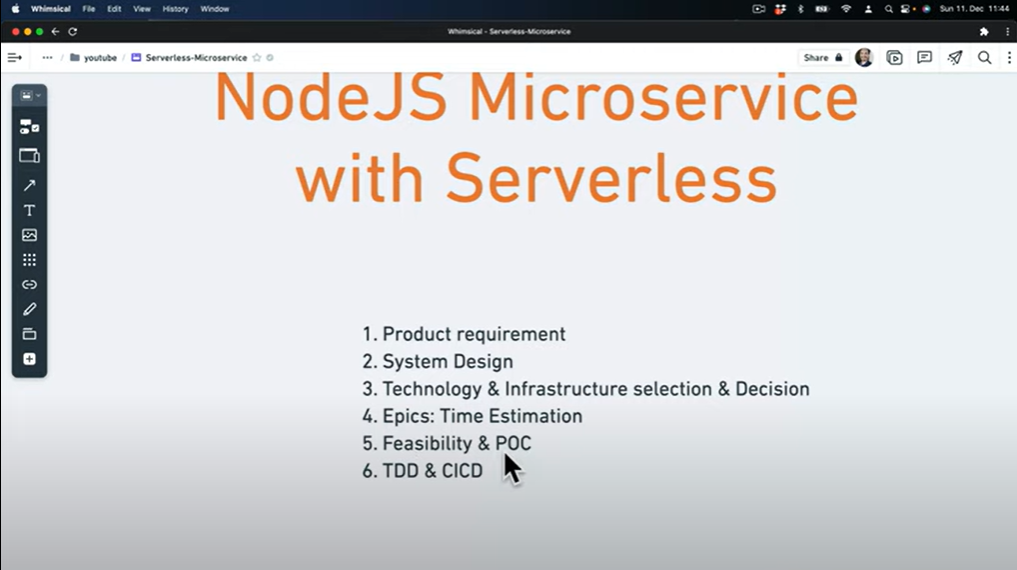 Whimsical File Edit View History Window Sun 11. Dec 11:44
Whimsical - Serverless-Microservice
... / youtube / Serverless-Microservice Share
NodeJS Microservice
with Serverless
T
1. Product requirement
2. System Design
3. Technology & Infrastructure selection & Decision
4. Epics: Time Estimation
5. Feasibility & POC
6. TDD & CICD